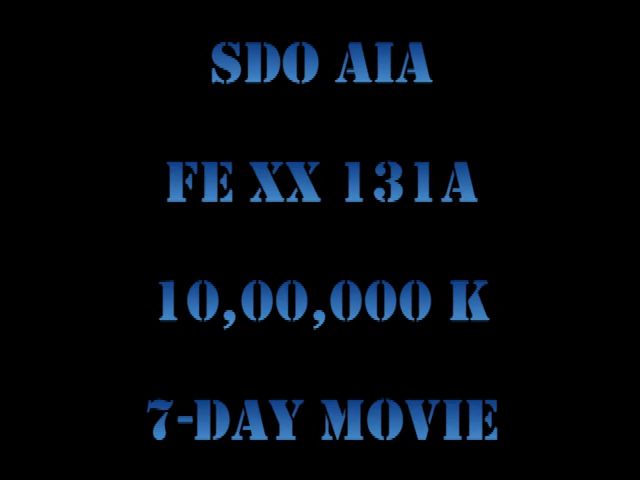 SDO AIA
FE XX 131A
10,00,000 K
7-DAY MOVIE